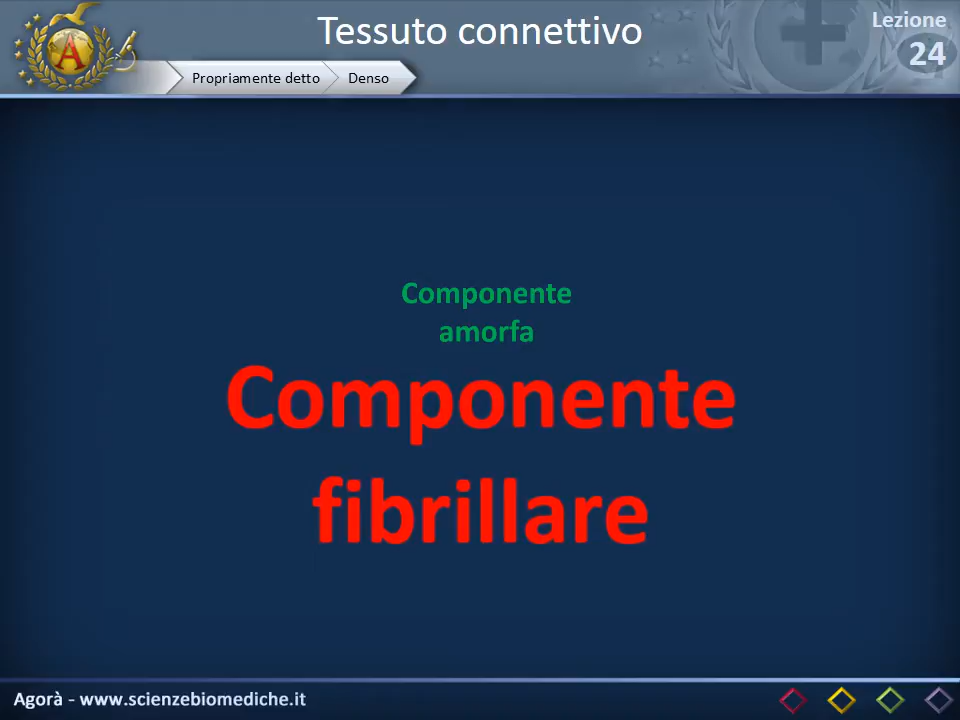 Tessuto connettivo
Lezione
24
A
Propriamente detto
Denso
Componente
amorfa
Componente
fibrillare
Agorà - www.scienzebiomediche.it